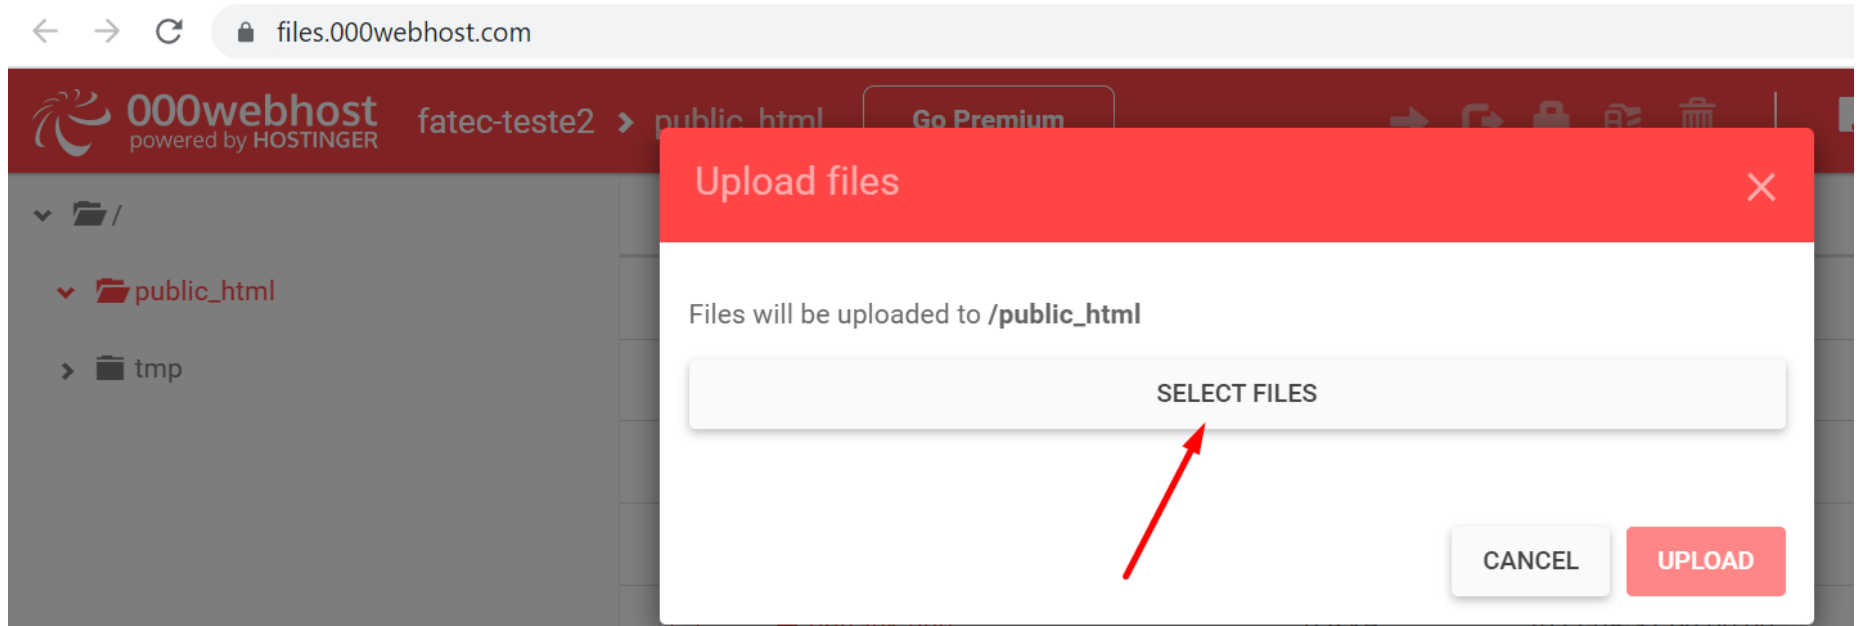 files.000webhost.com
000webhost
powered by HOSTINGER
fatec-teste2 > public_html
Go Premium
Upload files
/
public_html
Files will be uploaded to /public_html
tmp
SELECT FILES
CANCEL
UPLOAD